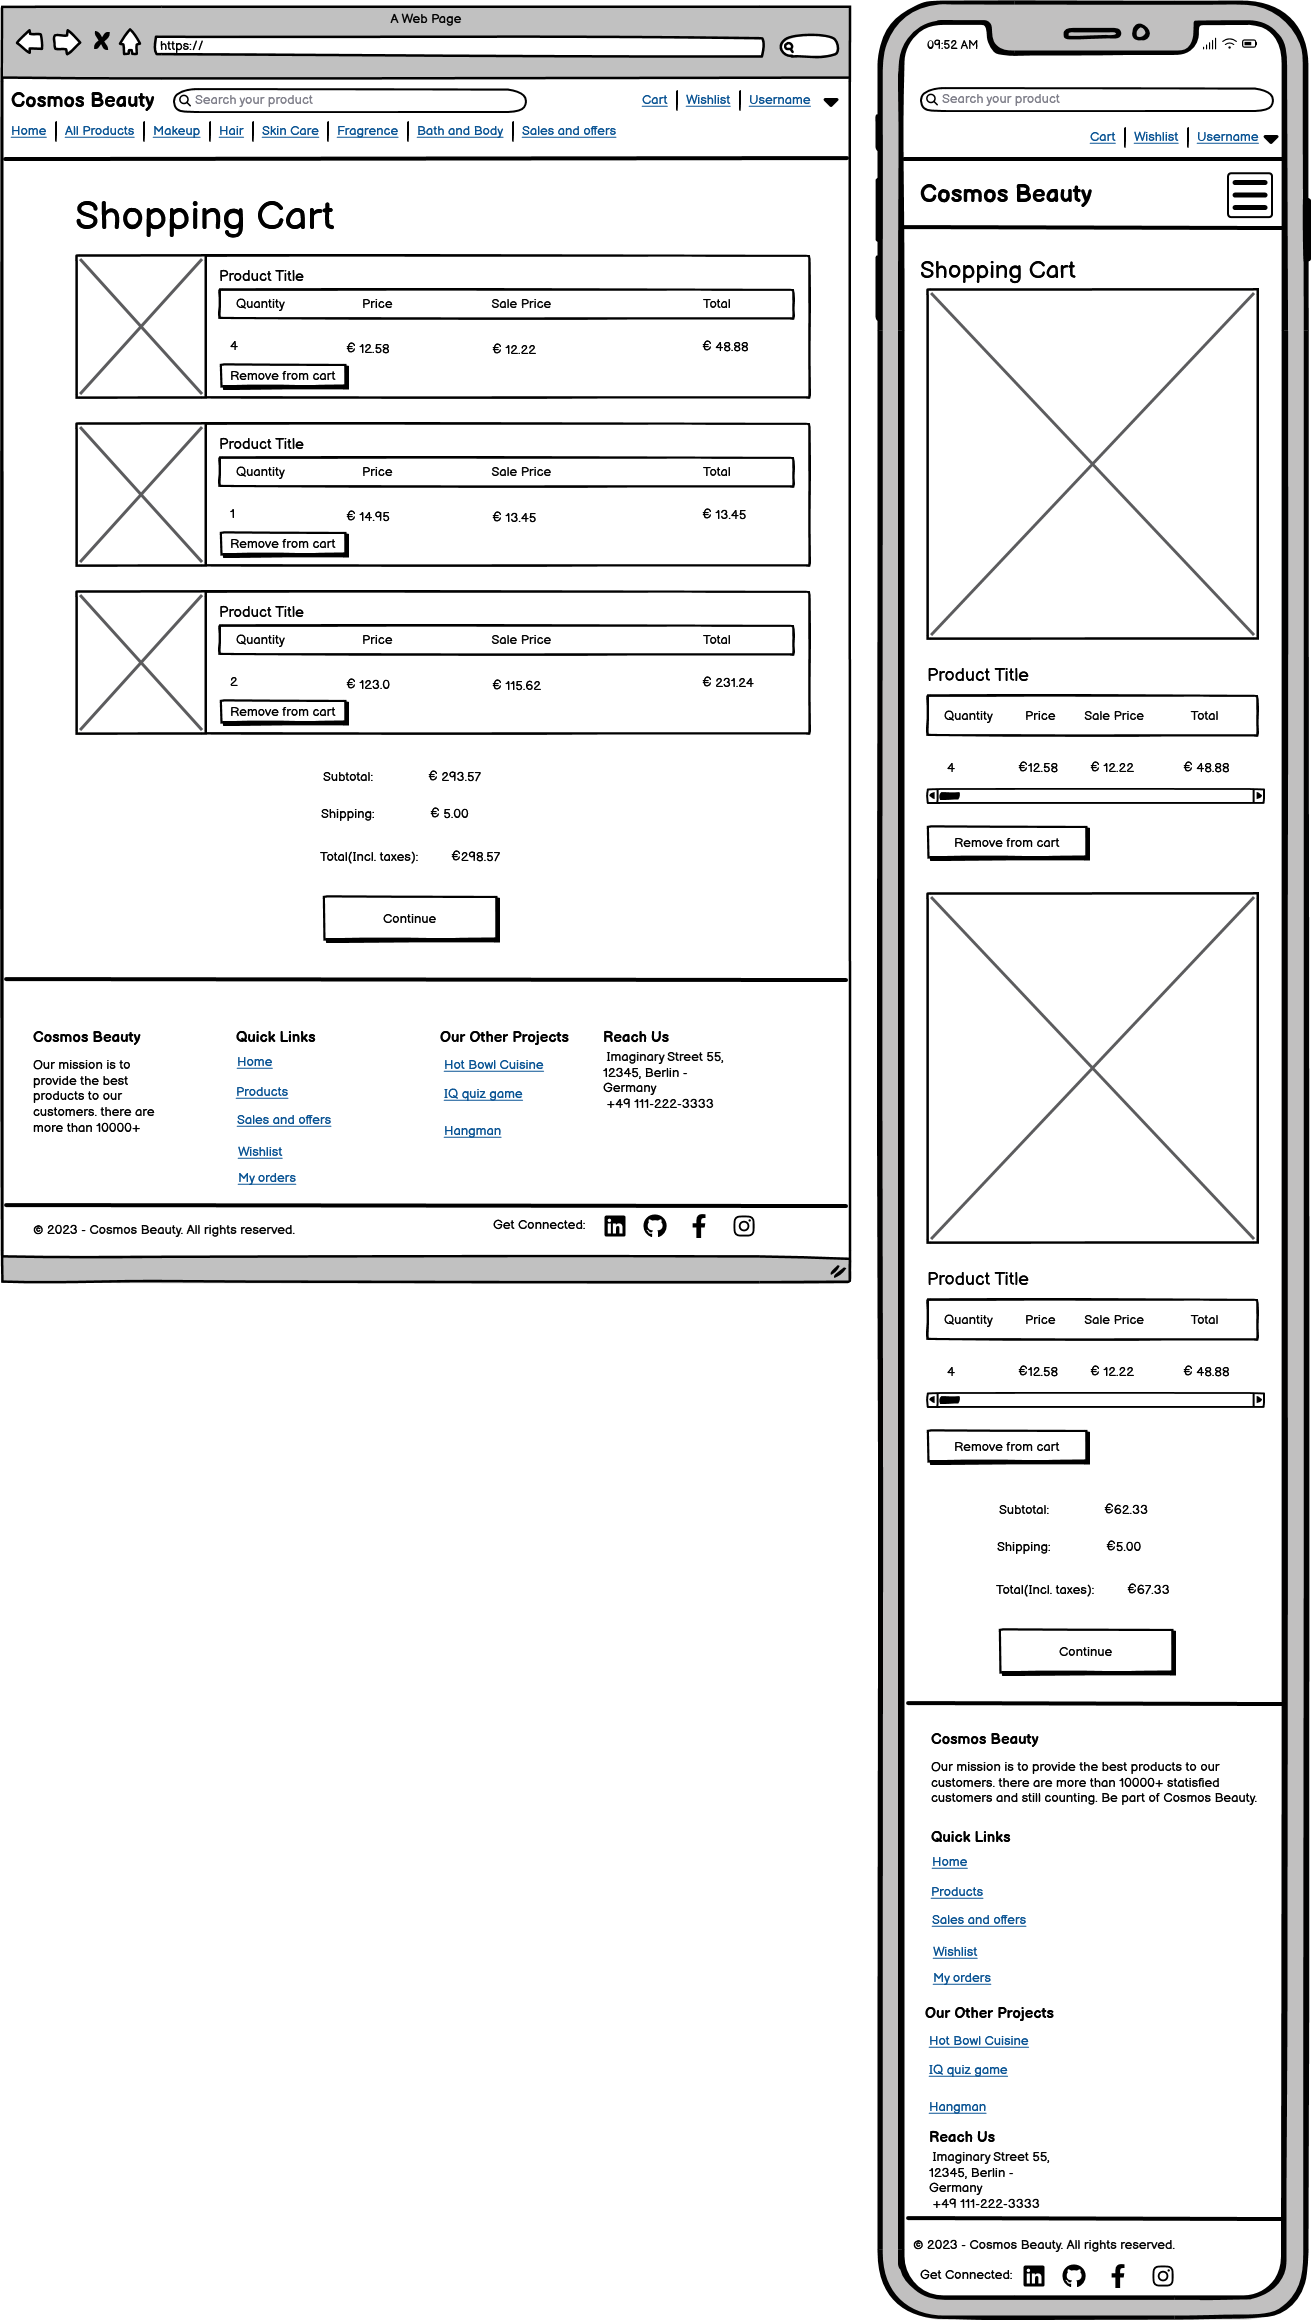 A Web Page
https://
Cosmos Beauty
Search your product
Cart Wishlist Username
Home All Products Makeup Hair Skin Care Fragrence Bath and Body Sales and offers
Shopping Cart
Product Title
Quantity Price Sale Price Total
4 € 12.58 € 12.22 € 48.88
Remove from cart
Product Title
Quantity Price Sale Price Total
1 € 14.95 € 13.45 € 13.45
Remove from cart
Product Title
Quantity Price Sale Price Total
2 € 123.0 € 115.62 € 231.24
Remove from cart
Subtotal: € 293.57
Shipping: € 5.00
Total(Incl. taxes): €298.57
Continue
Cosmos Beauty
Our mission is to
provide the best
products to our
customers. there are
more than 10000+
Quick Links
Home
Products
Sales and offers
Wishlist
My orders
Our Other Projects
Hot Bowl Cuisine
IQ quiz game
Hangman
Reach Us
Imaginary Street 55,
12345, Berlin -
Germany
+49 111-222-3333
© 2023 - Cosmos Beauty. All rights reserved.
Get Connected:
09:52 AM
Search your product
Cart Wishlist Username
Cosmos Beauty
Shopping Cart
Product Title
Quantity Price Sale Price Total
4 €12.58 € 12.22 € 48.88
Remove from cart
Product Title
Quantity Price Sale Price Total
4 €12.58 € 12.22 € 48.88
Remove from cart
Subtotal: €62.33
Shipping: €5.00
Total(Incl. taxes): €67.33
Continue
Cosmos Beauty
Our mission is to provide the best products to our
customers. there are more than 10000+ statisfied
customers and still counting. Be part of Cosmos Beauty.
Quick Links
Home
Products
Sales and offers
Wishlist
My orders
Our Other Projects
Hot Bowl Cuisine
IQ quiz game
Hangman
Reach Us
Imaginary Street 55,
12345, Berlin -
Germany
+49 111-222-3333
© 2023 - Cosmos Beauty. All rights reserved.
Get Connected: